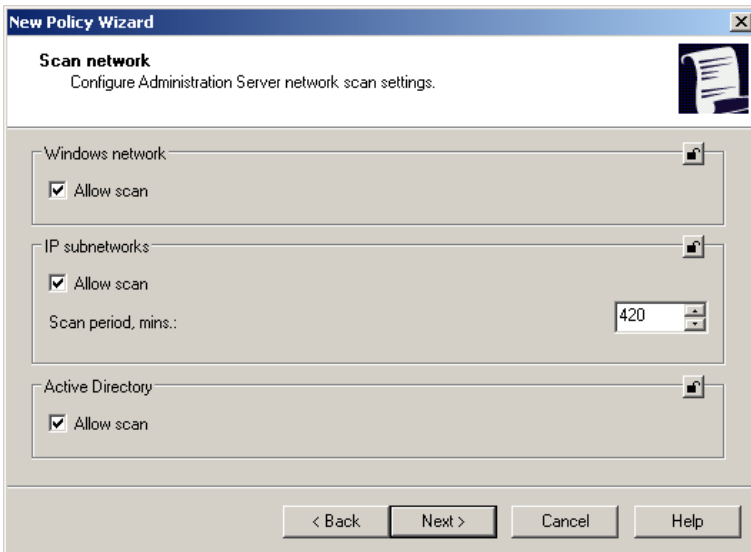 New Policy Wizard
Scan network
Configure Administration Server network scan settings.
Windows network
Allow scan
IP subnetworks
Allow scan
Scan period, mins.: 420
Active Directory
Allow scan
< Back Next > Cancel Help